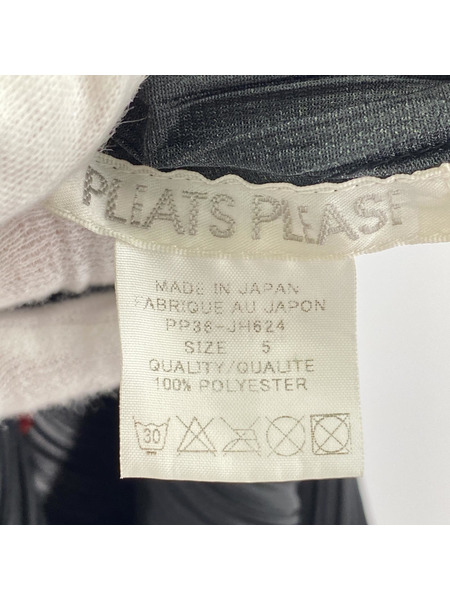 PLEATS PLEASE
MADE IN JAPAN
FABRIQUE AU JAPON
PP36-JH624
SIZE 5
QUALITY/QUALITE
100% POLYESTER
30